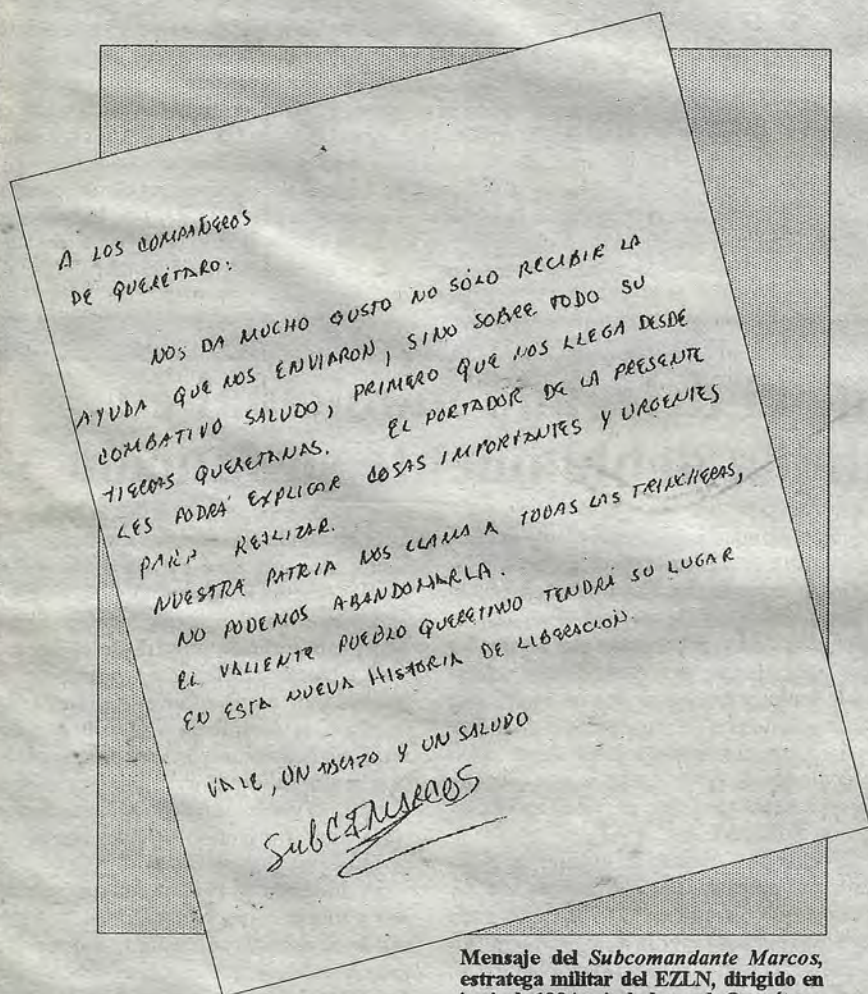 A LOS COMPAÑEROS
DE QUERÉTARO:
NOS DA MUCHO GUSTO NO SÓLO RECIBIR LA
AYUDA QUE NOS ENVIARON, SINO SOBRE TODO SU
COMBATIVO SALUDO, PRIMERO QUE NOS LLEGA DESDE
TIERRAS QUERETANAS. EL PORTADOR DE LA PRESENTE
LES PODRÁ EXPLICAR COSAS IMPORTANTES Y URGENTES
PARA REALIZAR.
NUESTRA PATRIA NOS LLAMA A TODAS LAS TRINCHERAS,
NO PODEMOS ABANDONARLA.
EL VALIENTE PUEBLO QUERETANO TENDRÁ SU LUGAR
EN ESTA NUEVA HISTORIA DE LIBERACIÓN.
VALE, UN ABRAZO Y UN SALUDO
SubCI MARCOS
Mensaje del Subcomandante Marcos,
estratega militar del EZLN, dirigido en